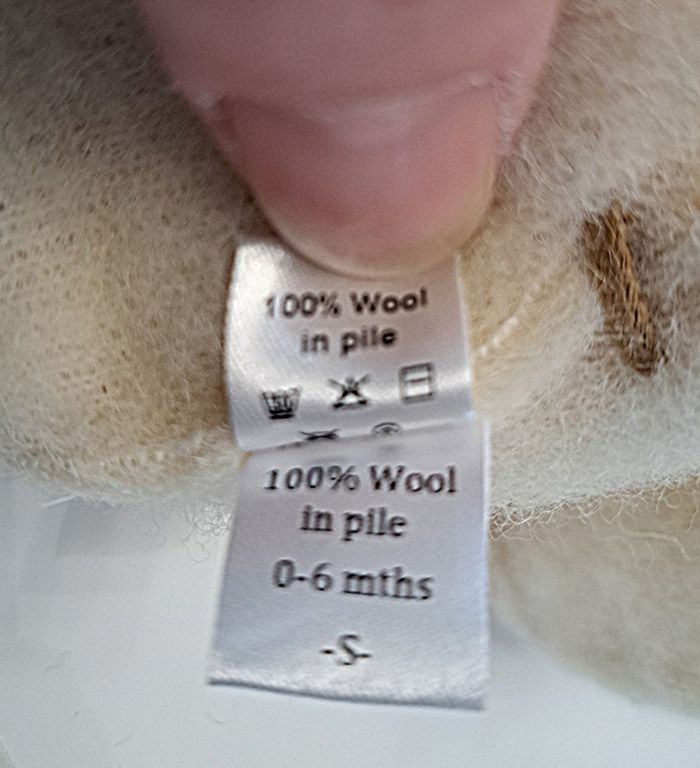 100% Wool
in pile
100% Wool
in pile
0-6 mths
-S-